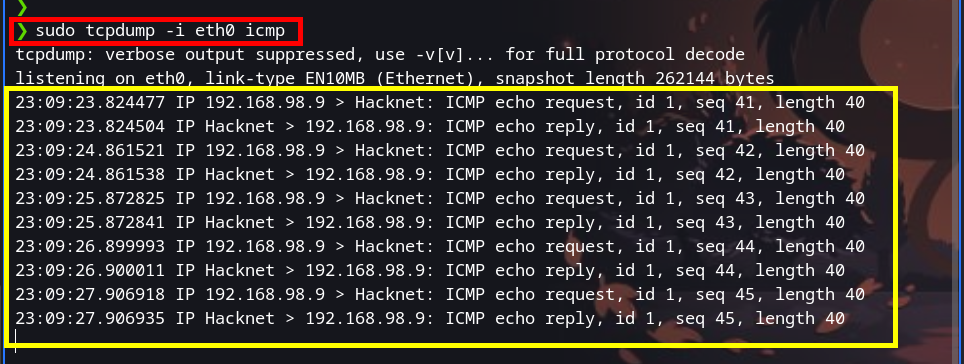 ❯
❯ sudo tcpdump -i eth0 icmp
tcpdump: verbose output suppressed, use -v[v]... for full protocol decode
listening on eth0, link-type EN10MB (Ethernet), snapshot length 262144 bytes
23:09:23.824477 IP 192.168.98.9 > Hacknet: ICMP echo request, id 1, seq 41, length 40
23:09:23.824504 IP Hacknet > 192.168.98.9: ICMP echo reply, id 1, seq 41, length 40
23:09:24.861521 IP 192.168.98.9 > Hacknet: ICMP echo request, id 1, seq 42, length 40
23:09:24.861538 IP Hacknet > 192.168.98.9: ICMP echo reply, id 1, seq 42, length 40
23:09:25.872825 IP 192.168.98.9 > Hacknet: ICMP echo request, id 1, seq 43, length 40
23:09:25.872841 IP Hacknet > 192.168.98.9: ICMP echo reply, id 1, seq 43, length 40
23:09:26.899993 IP 192.168.98.9 > Hacknet: ICMP echo request, id 1, seq 44, length 40
23:09:26.900011 IP Hacknet > 192.168.98.9: ICMP echo reply, id 1, seq 44, length 40
23:09:27.906918 IP 192.168.98.9 > Hacknet: ICMP echo request, id 1, seq 45, length 40
23:09:27.906935 IP Hacknet > 192.168.98.9: ICMP echo reply, id 1, seq 45, length 40